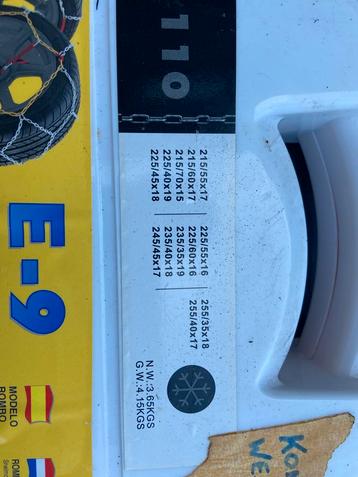 110
215/55x17
215/60x17
215/70x15
225/40x19
225/45x18
225/55x16
225/60x16
235/35x19
235/40x18
245/45x17
255/35x18
255/40x17
N.W.:3.65KGS
G.W.:4.15KGS
E-9
MODELO
ROMBO
WE